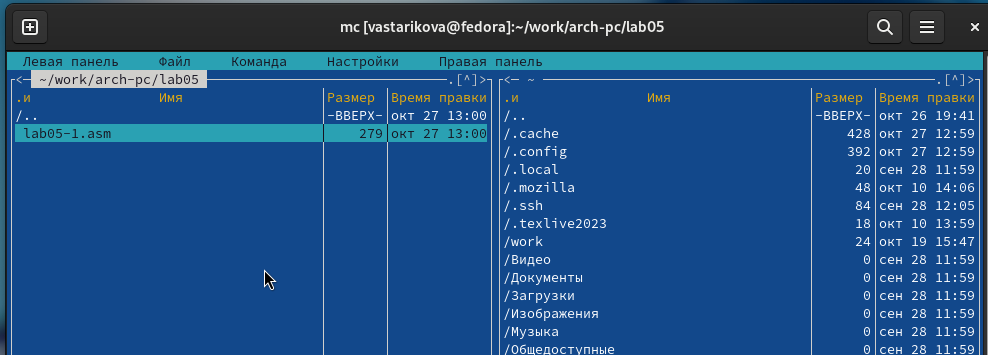 mc [vastarikova@fedora]:~/work/arch-pc/lab05
Левая панель Файл Команда Настройки Правая панель
<— ~/work/arch-pc/lab05 .[^]>
.и Имя Размер Время правки
/.. -ВВЕРХ- окт 27 13:00
lab05-1.asm 279 окт 27 13:00
<— ~ .[^]>
.и Имя Размер Время правки
/.. -ВВЕРХ- окт 26 19:41
/.cache 428 окт 27 12:59
/.config 392 окт 27 12:59
/.local 20 сен 28 11:59
/.mozilla 48 окт 10 14:06
/.ssh 84 сен 28 12:05
/.texlive2023 18 окт 10 13:59
/work 24 окт 19 15:47
/Видео 0 сен 28 11:59
/Документы 0 сен 28 11:59
/Загрузки 0 сен 28 11:59
/Изображения 0 сен 28 11:59
/Музыка 0 сен 28 11:59
/Общедоступные 0 сен 28 11:59